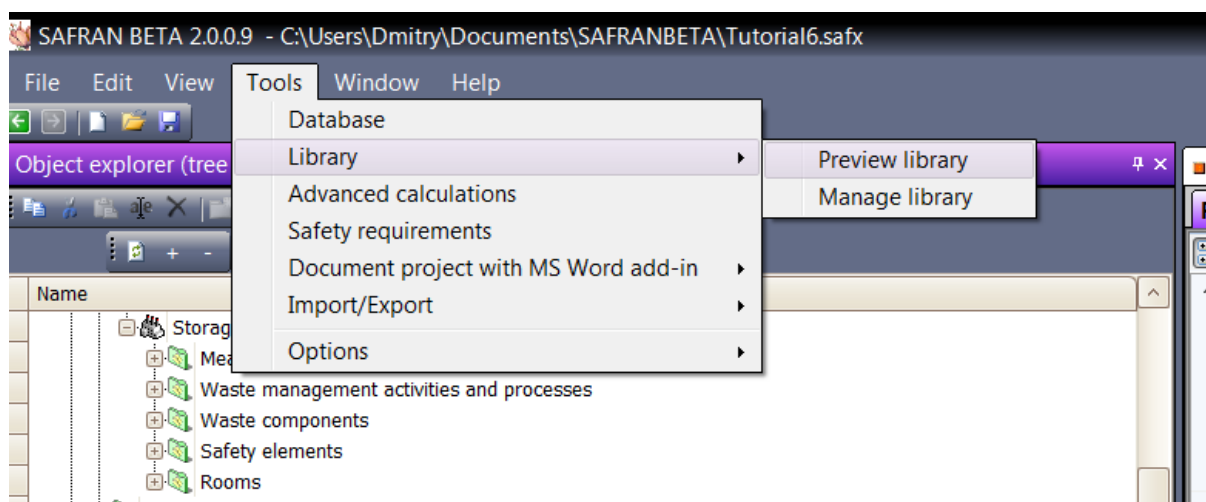 SAFRAN BETA 2.0.0.9 - C:\Users\Dmitry\Documents\SAFRANBETA\Tutorial6.safx
File Edit View Tools Window Help
Database
Library Preview library
Object explorer (tree
Advanced calculations Manage library
Safety requirements
Document project with MS Word add-in
Name
Import/Export
Storag
Options
Mea
Waste management activities and processes
Waste components
Safety elements
Rooms